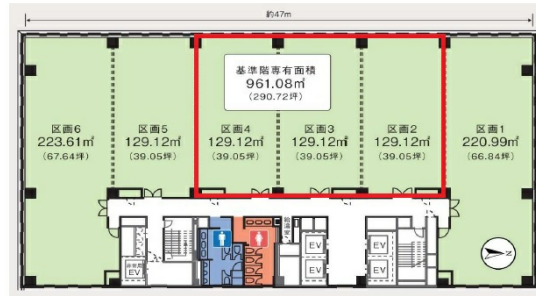 約47m
基準階専有面積
961.08㎡
(290.72坪)
区画6
223.61㎡
(67.64坪)
区画5
129.12㎡
(39.05坪)
区画4
129.12㎡
(39.05坪)
区画3
129.12㎡
(39.05坪)
区画2
129.12㎡
(39.05坪)
区画1
220.99㎡
(66.84坪)
EV
EV
EV
EV
EV
N